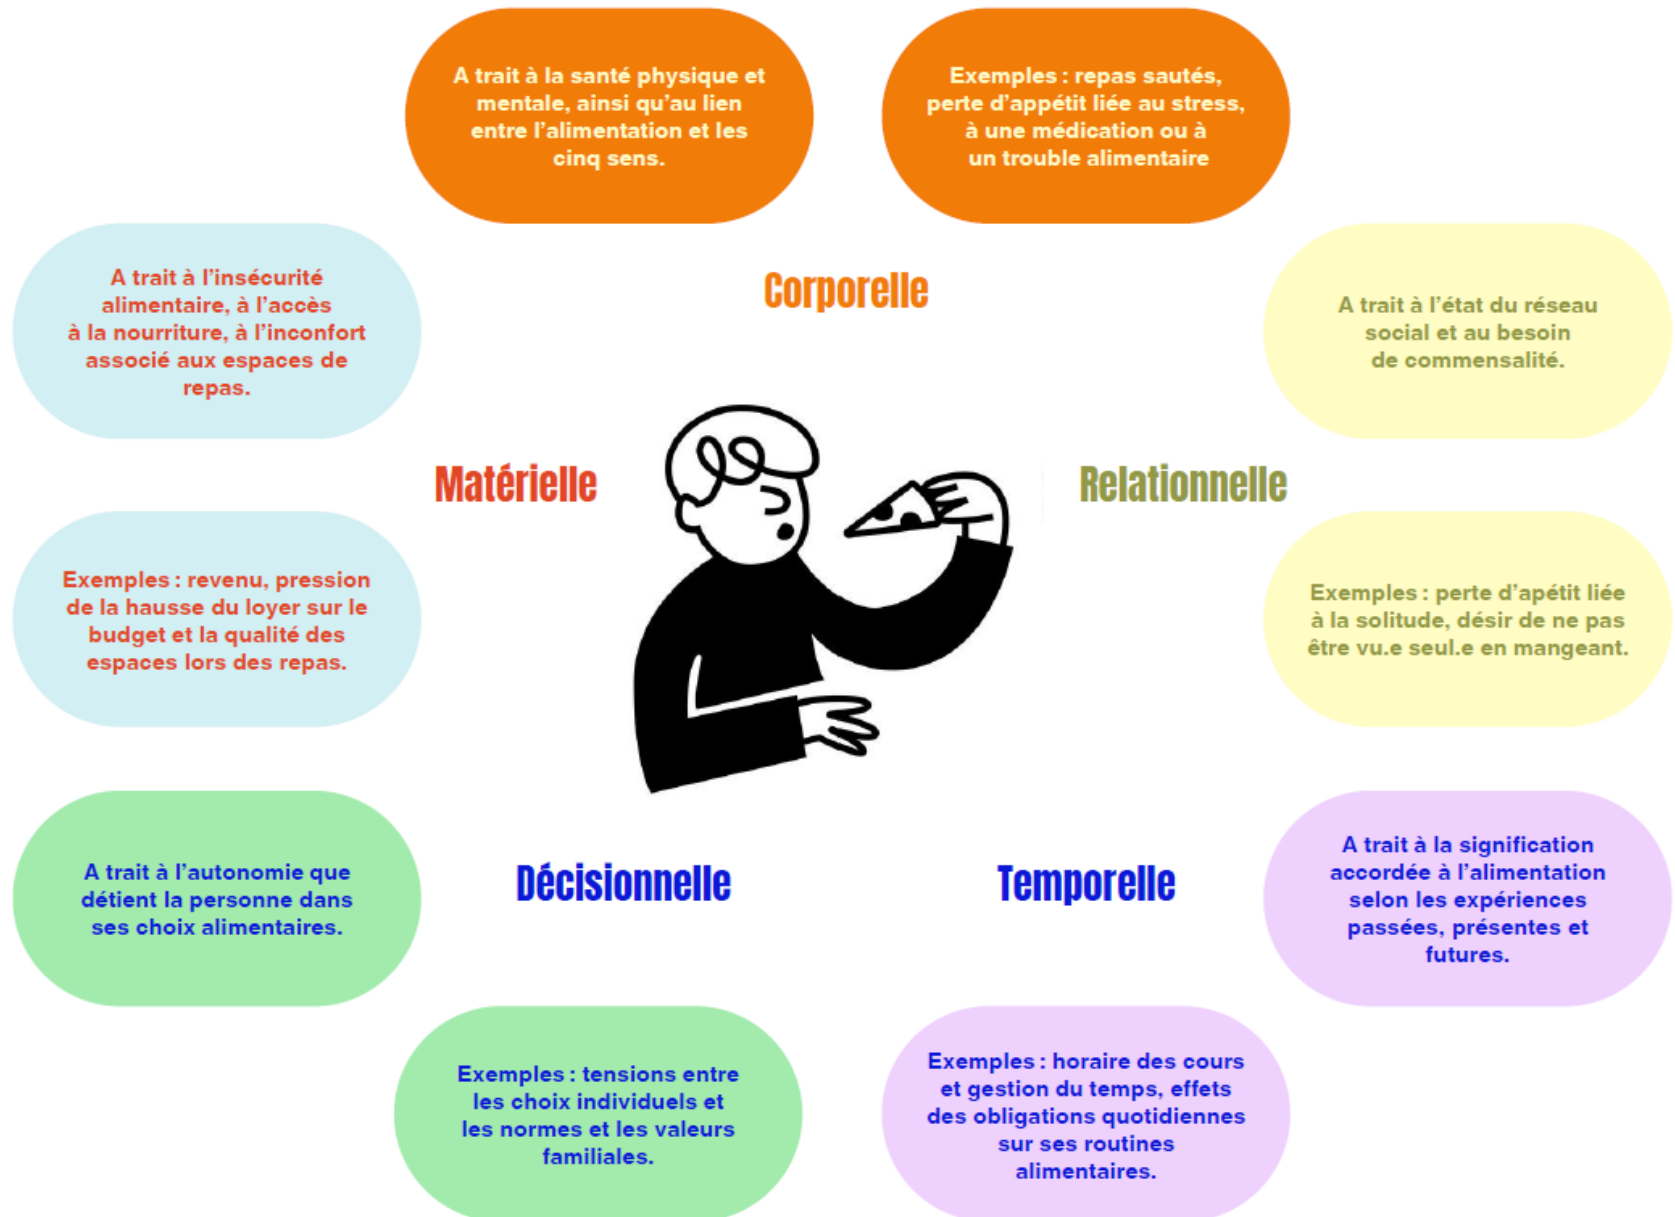 A trait à la santé physique et
mentale, ainsi qu'au lien
entre l'alimentation et les
cinq sens.
Exemples : repas sautés,
perte d'appétit liée au stress,
à une médication ou à
un trouble alimentaire
Corporelle
A trait à l'insécurité
alimentaire, à l'accès
à la nourriture, à l'inconfort
associé aux espaces de
repas.
Matérielle
Exemples : revenu, pression
de la hausse du loyer sur le
budget et la qualité des
espaces lors des repas.
A trait à l'état du réseau
social et au besoin
de commensalité.
Relationnelle
Exemples : perte d'apétit liée
à la solitude, désir de ne pas
être vu.e seul.e en mangeant.
A trait à l'autonomie que
détient la personne dans
ses choix alimentaires.
Décisionnelle
Exemples : tensions entre
les choix individuels et
les normes et les valeurs
familiales.
Temporelle
A trait à la signification
accordée à l'alimentation
selon les expériences
passées, présentes et
futures.
Exemples : horaire des cours
et gestion du temps, effets
des obligations quotidiennes
sur ses routines
alimentaires.